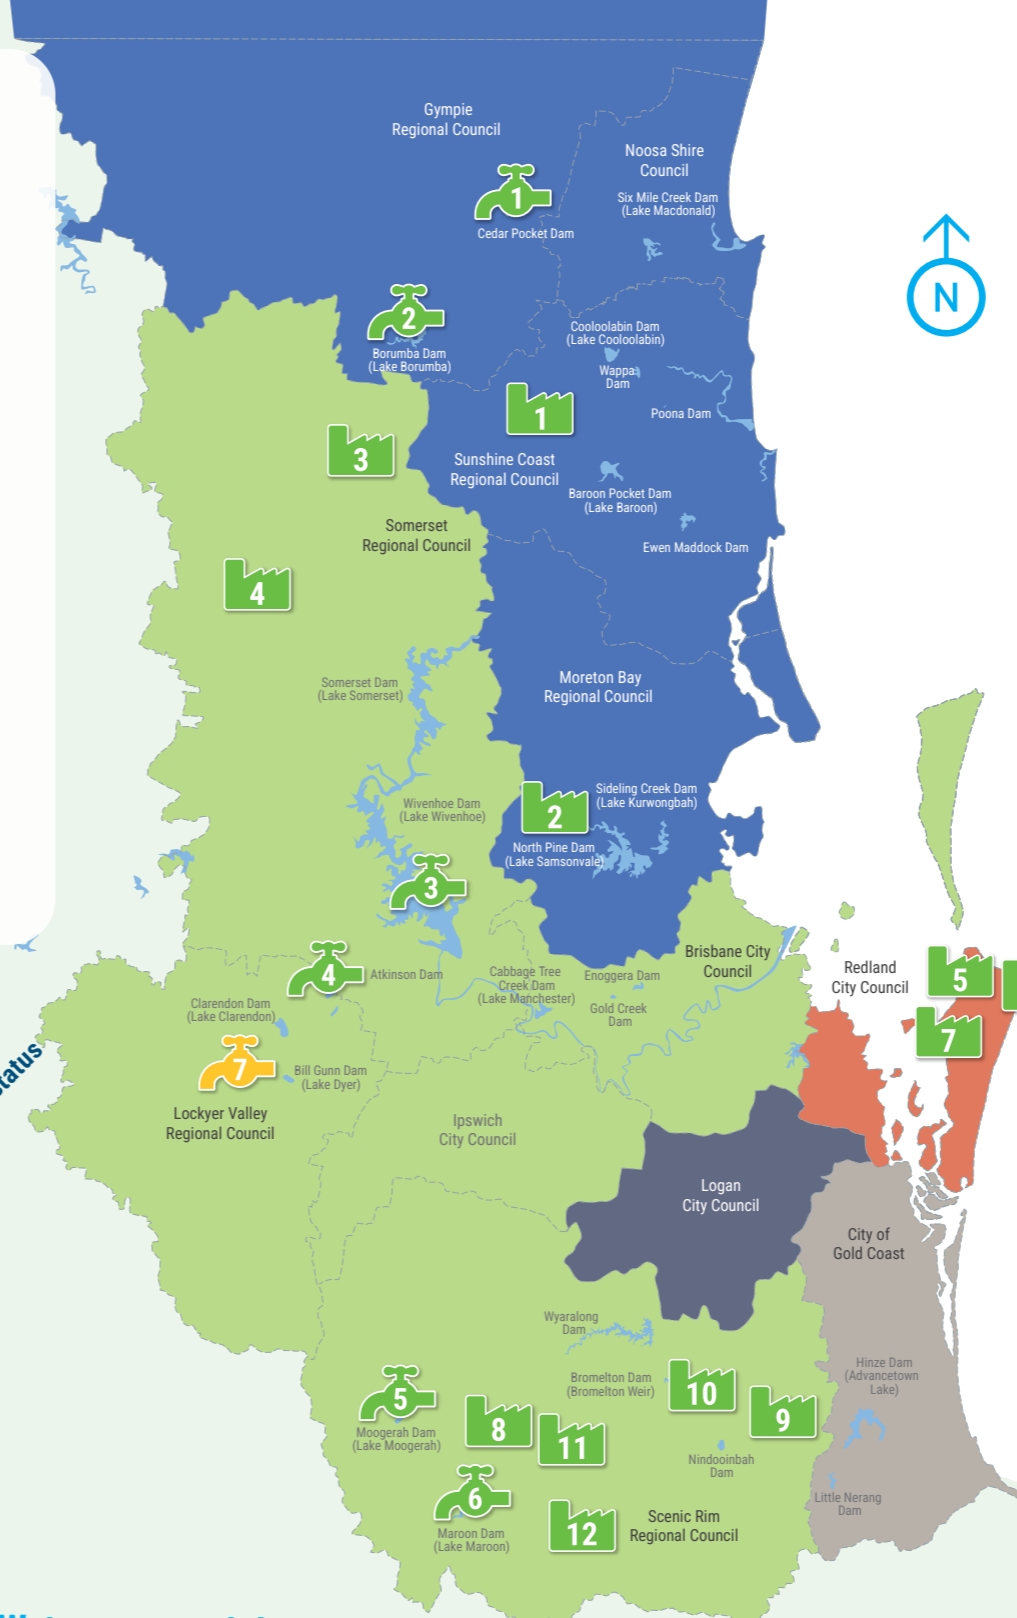 Gympie
Regional Council
Noosa Shire
Council
Six Mile Creek Dam
(Lake Macdonald)
1
Cedar Pocket Dam
N
2
Borumba Dam
(Lake Borumba)
Cooloolabin Dam
(Lake Cooloolabin)
Wappa
Dam
1
Poona Dam
3
Sunshine Coast
Regional Council
Baroon Pocket Dam
(Lake Baroon)
Somerset
Regional Council
Ewen Maddock Dam
4
Somerset Dam
(Lake Somerset)
Moreton Bay
Regional Council
Wivenhoe Dam
(Lake Wivenhoe)
Sideling Creek Dam
(Lake Kurwongbah)
2
North Pine Dam
(Lake Samsonvale)
3
4
Atkinson Dam
Cabbage Tree
Creek Dam
(Lake Manchester)
Enoggera Dam
Gold Creek
Dam
Brisbane City
Council
Redland
City Council
5
7
Clarendon Dam
(Lake Clarendon)
7
Bill Gunn Dam
(Lake Dyer)
status
Lockyer Valley
Regional Council
Ipswich
City Council
Logan
City Council
City of
Gold Coast
Wyaralong
Dam
Bromelton Dam
(Bromelton Weir)
10
9
Hinze Dam
(Advancetown
Lake)
5
Moogerah Dam
(Lake Moogerah)
8
11
Nindooinbah
Dam
6
Maroon Dam
(Lake Maroon)
12
Scenic Rim
Regional Council
Little Nerang
Dam